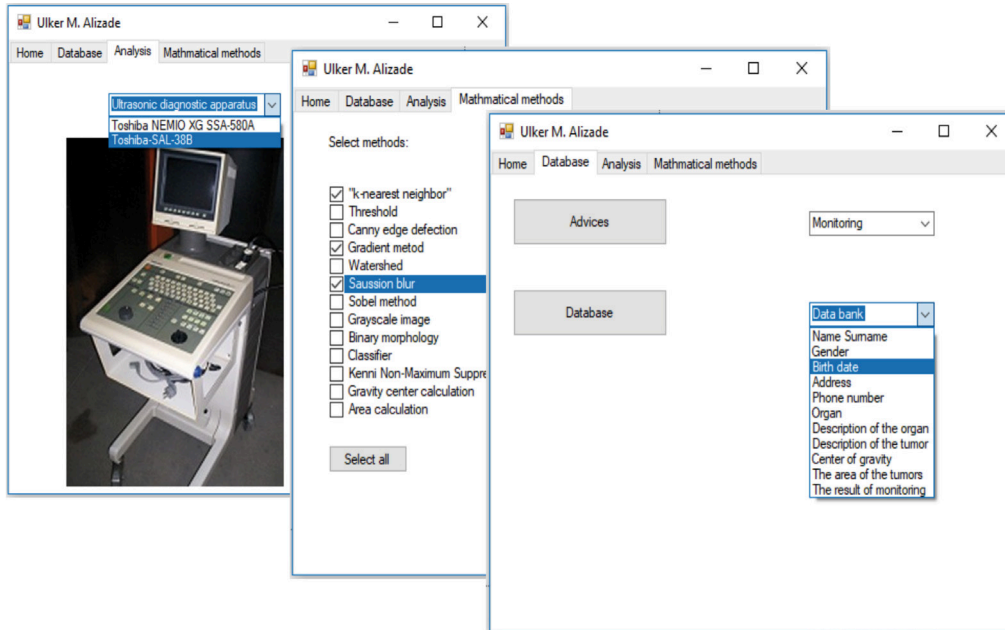 Ulker M. Alizade
Home Database Analysis Mathmatical methods
Ultrasonic diagnostic apparatus
Toshiba NEMIO XG SSA-580A
Toshiba-SAL-38B
Ulker M. Alizade
Home Database Analysis Mathmatical methods
Select methods:
"k-nearest neighbor"
Threshold
Canny edge defection
Gradient metod
Watershed
Saussion blur
Sobel method
Grayscale image
Binary morphology
Classifier
Kenni Non-Maximum Suppre
Gravity center calculation
Area calculation
Select all
Ulker M. Alizade
Home Database Analysis Mathmatical methods
Advices
Monitoring
Database
Data bank
Name Surname
Gender
Birth date
Address
Phone number
Organ
Description of the organ
Description of the tumor
Center of gravity
The area of the tumors
The result of monitoring